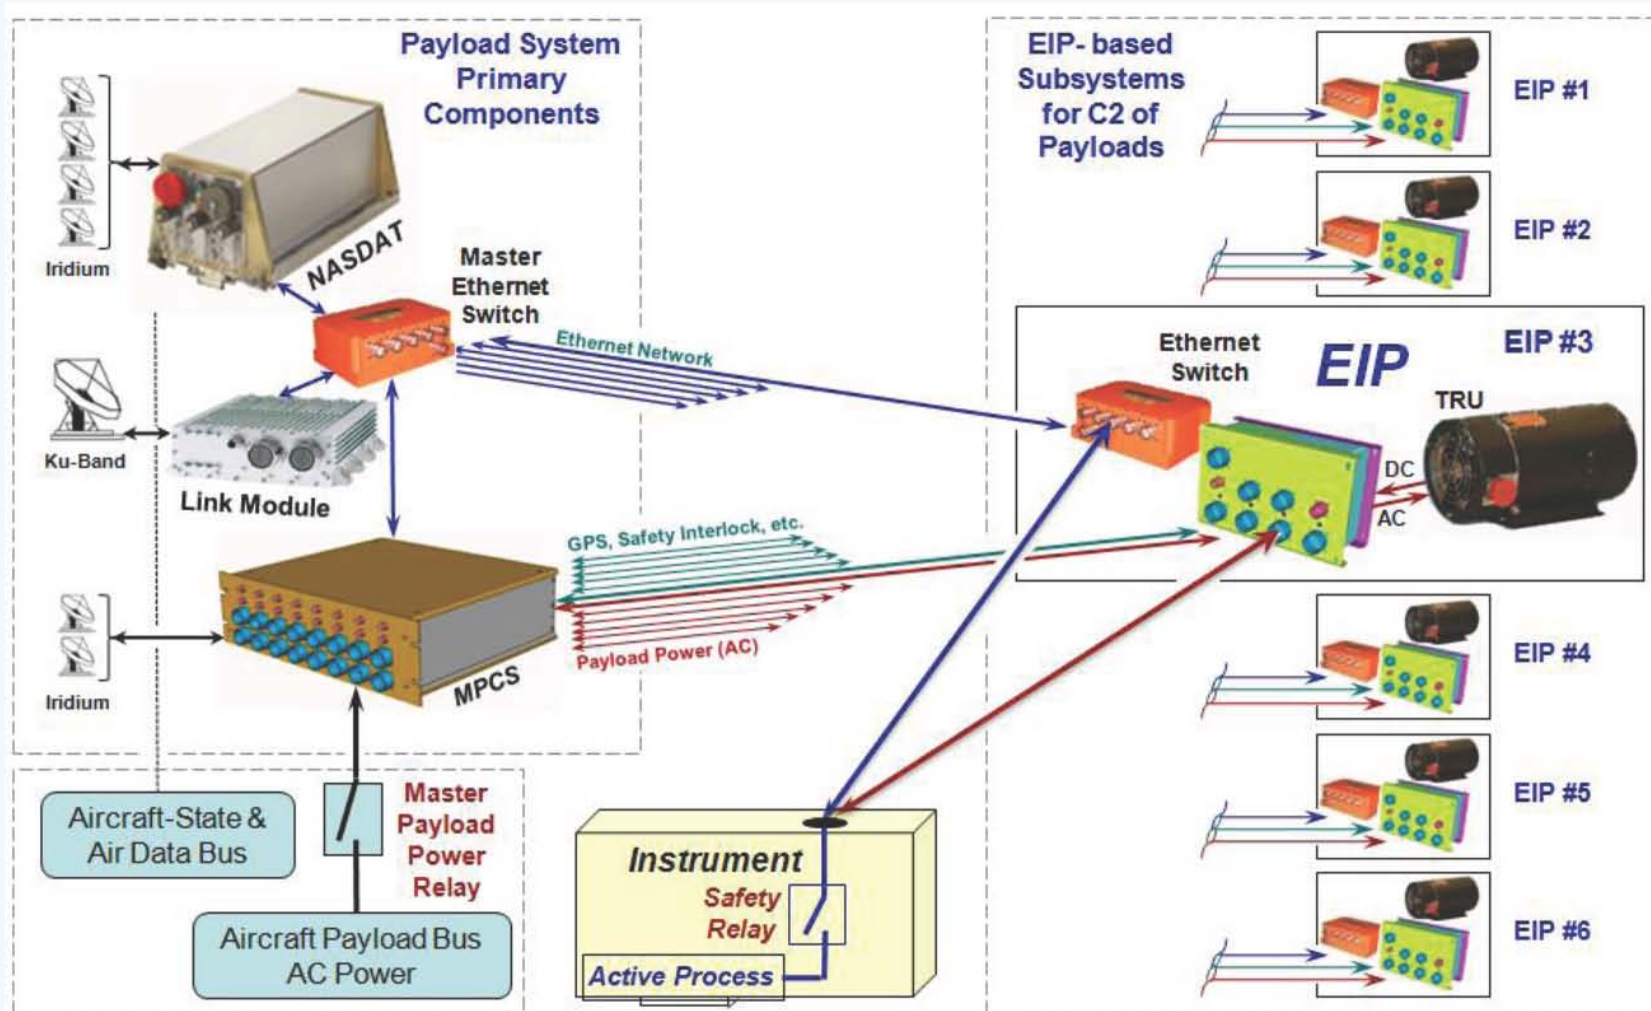 Payload System
Primary
Components
Iridium
NASDAT
Master
Ethernet
Switch
Ethernet Network
Ku-Band
Link Module
GPS, Safety Interlock, etc.
Payload Power (AC)
Iridium
MPCS
Aircraft-State &
Air Data Bus
Master
Payload
Power
Relay
Aircraft Payload Bus
AC Power
Instrument
Safety
Relay
Active Process
EIP- based
Subsystems
for C2 of
Payloads
EIP #1
EIP #2
EIP #3
Ethernet
Switch
EIP
TRU
DC
AC
EIP #4
EIP #5
EIP #6